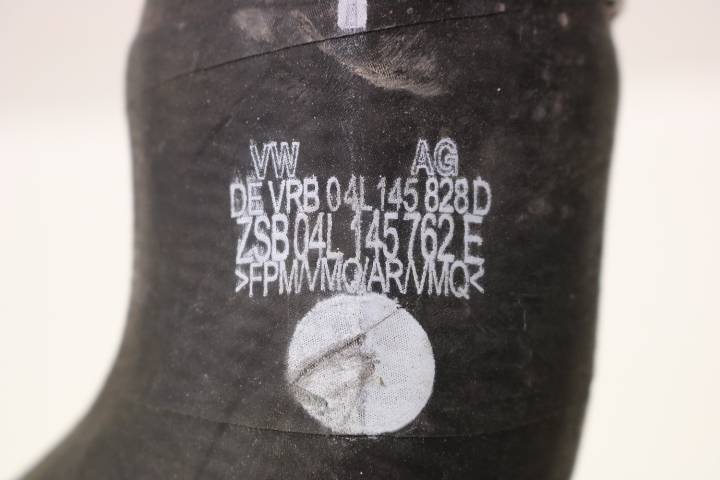 VW AG
DE VRB 04L 145 828 D
ZSB 04L 145 762 E
>FPM/VMQ/AR/VMQ<